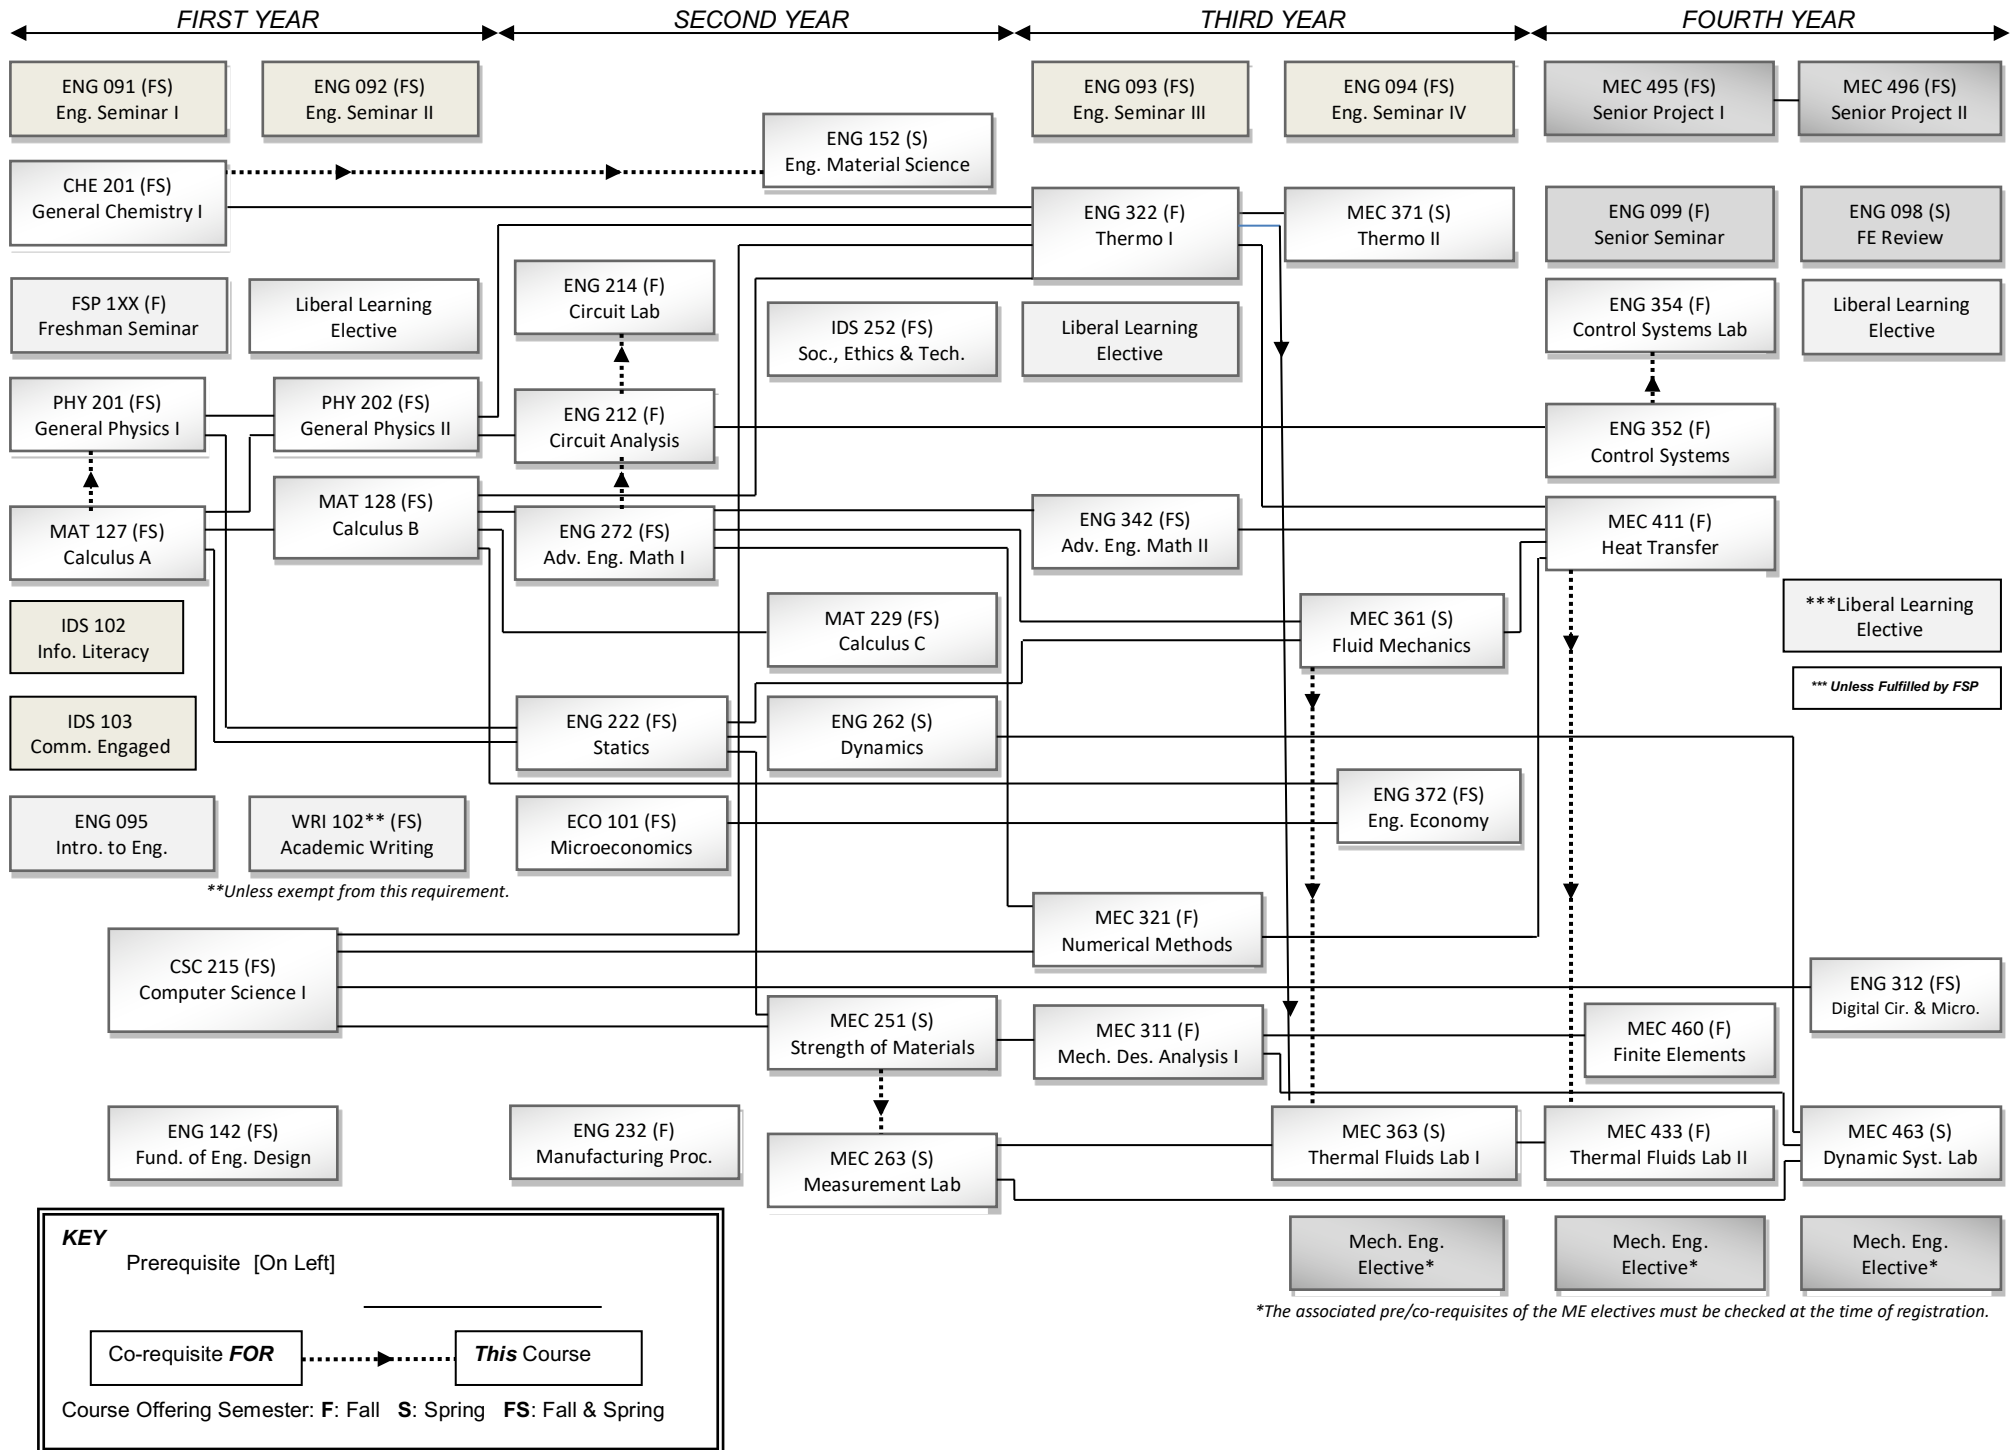 FIRST YEAR
SECOND YEAR
THIRD YEAR
FOURTH YEAR
ENG 091 (FS)
Eng. Seminar I
ENG 092 (FS)
Eng. Seminar II
ENG 093 (FS)
Eng. Seminar III
ENG 094 (FS)
Eng. Seminar IV
MEC 495 (FS)
Senior Project I
MEC 496 (FS)
Senior Project II
ENG 152 (S)
Eng. Material Science
CHE 201 (FS)
General Chemistry I
ENG 322 (F)
Thermo I
MEC 371 (S)
Thermo II
ENG 099 (F)
Senior Seminar
ENG 098 (S)
FE Review
FSP 1XX (F)
Freshman Seminar
Liberal Learning
Elective
ENG 214 (F)
Circuit Lab
IDS 252 (FS)
Soc., Ethics & Tech.
Liberal Learning
Elective
ENG 354 (F)
Control Systems Lab
Liberal Learning
Elective
PHY 201 (FS)
General Physics I
PHY 202 (FS)
General Physics II
ENG 212 (F)
Circuit Analysis
ENG 352 (F)
Control Systems
MAT 127 (FS)
Calculus A
MAT 128 (FS)
Calculus B
ENG 272 (FS)
Adv. Eng. Math I
ENG 342 (FS)
Adv. Eng. Math II
MEC 411 (F)
Heat Transfer
IDS 102
Info. Literacy
MAT 229 (FS)
Calculus C
MEC 361 (S)
Fluid Mechanics
***Liberal Learning
Elective
*** Unless Fulfilled by FSP
IDS 103
Comm. Engaged
ENG 222 (FS)
Statics
ENG 262 (S)
Dynamics
ENG 372 (FS)
Eng. Economy
ENG 095
Intro. to Eng.
WRI 102** (FS)
Academic Writing
ECO 101 (FS)
Microeconomics
**Unless exempt from this requirement.
MEC 321 (F)
Numerical Methods
CSC 215 (FS)
Computer Science I
ENG 312 (FS)
Digital Cir. & Micro.
MEC 251 (S)
Strength of Materials
MEC 311 (F)
Mech. Des. Analysis I
MEC 460 (F)
Finite Elements
ENG 142 (FS)
Fund. of Eng. Design
ENG 232 (F)
Manufacturing Proc.
MEC 263 (S)
Measurement Lab
MEC 363 (S)
Thermal Fluids Lab I
MEC 433 (F)
Thermal Fluids Lab II
MEC 463 (S)
Dynamic Syst. Lab
Mech. Eng.
Elective*
Mech. Eng.
Elective*
Mech. Eng.
Elective*
*The associated pre/co-requisites of the ME electives must be checked at the time of registration.
KEY
Prerequisite [On Left]
Co-requisite FOR
This Course
Course Offering Semester: F: Fall S: Spring FS: Fall & Spring